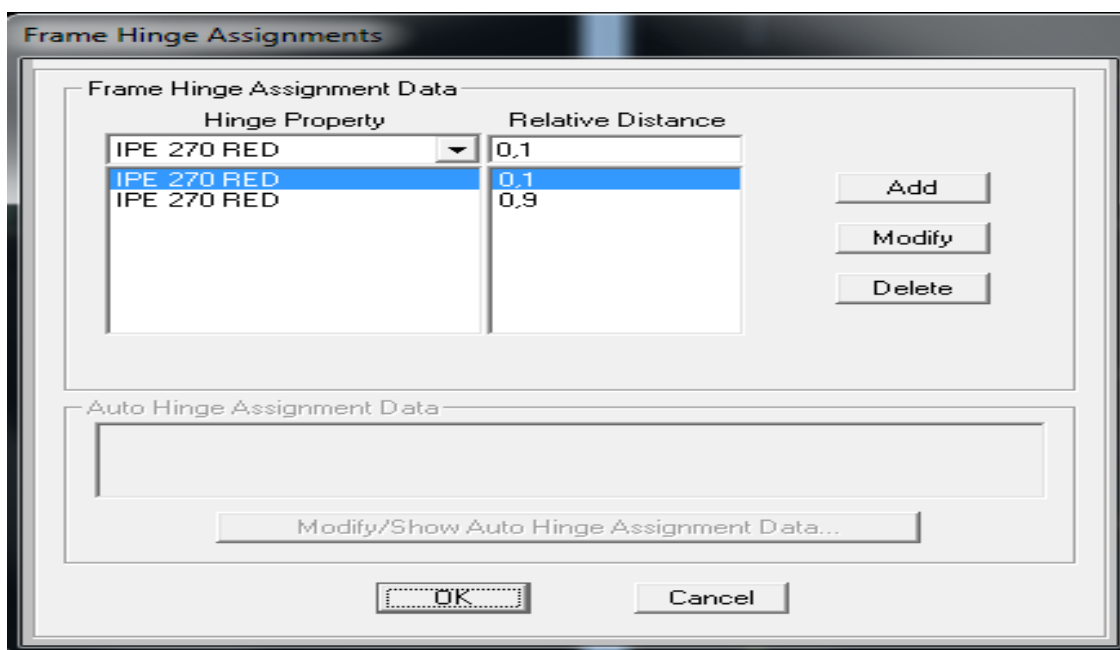 Frame Hinge Assignments
Frame Hinge Assignment Data
Hinge Property Relative Distance
IPE 270 RED 0,1
IPE 270 RED 0,1
IPE 270 RED 0,9
Add
Modify
Delete
Auto Hinge Assignment Data
Modify/Show Auto Hinge Assignment Data...
OK Cancel